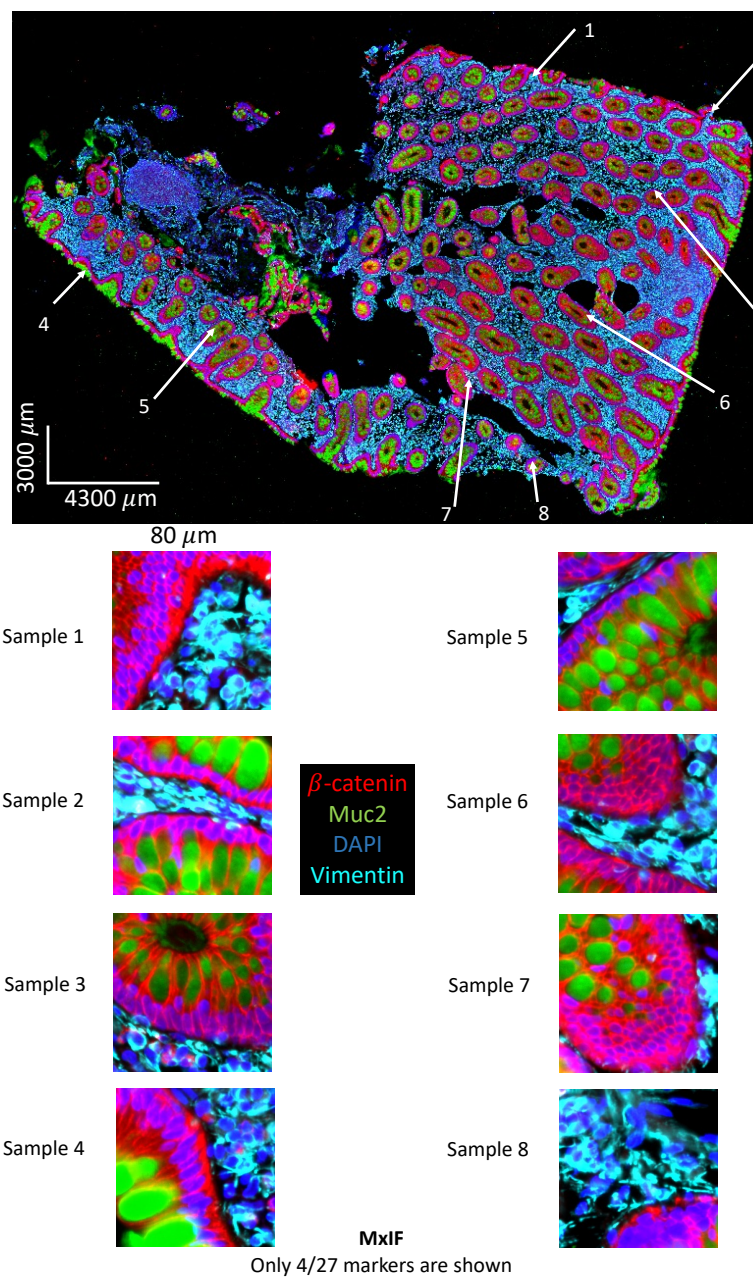 1
4
5
6
7
8
3000 𝜇m
4300 𝜇m
80 𝜇m
Sample 1
Sample 5
Sample 2
Sample 6
𝛽-catenin
Muc2
DAPI
Vimentin
Sample 3
Sample 7
Sample 4
Sample 8
MxIF
Only 4/27 markers are shown